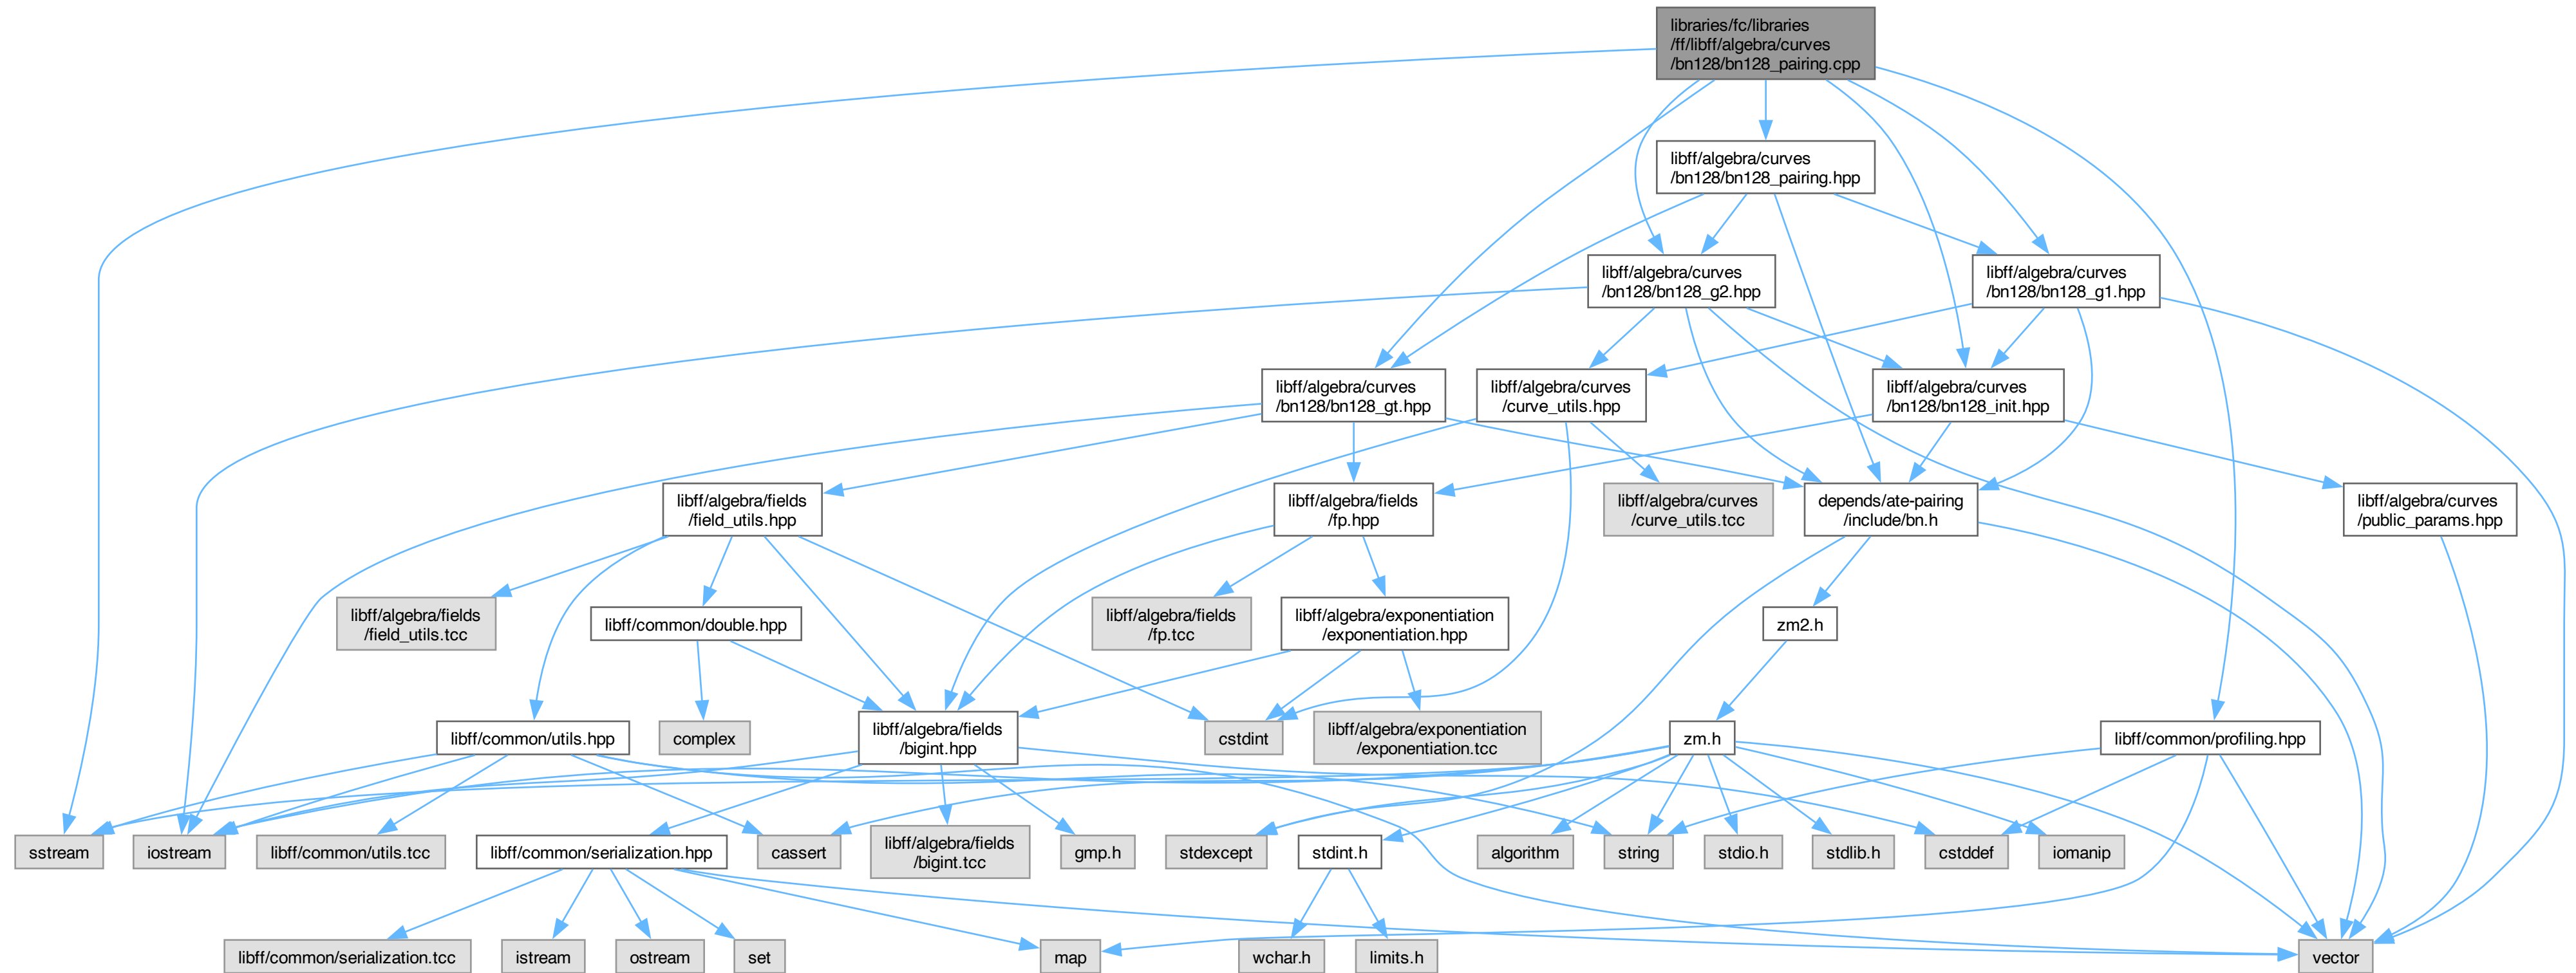 libraries/fc/libraries
/ff/libff/algebra/curves
/bn128/bn128_pairing.cpp
libff/algebra/curves
/bn128/bn128_pairing.hpp
libff/algebra/curves
/bn128/bn128_g2.hpp
libff/algebra/curves
/bn128/bn128_g1.hpp
libff/algebra/curves
/bn128/bn128_gt.hpp
libff/algebra/curves
/curve_utils.hpp
libff/algebra/curves
/bn128/bn128_init.hpp
libff/algebra/fields
/field_utils.hpp
libff/algebra/fields
/fp.hpp
libff/algebra/curves
/curve_utils.tcc
depends/ate-pairing
/include/bn.h
libff/algebra/curves
/public_params.hpp
libff/algebra/fields
/field_utils.tcc
libff/common/double.hpp
libff/algebra/fields
/fp.tcc
libff/algebra/exponentiation
/exponentiation.hpp
zm2.h
libff/common/utils.hpp
complex
libff/algebra/fields
/bigint.hpp
cstdint
libff/algebra/exponentiation
/exponentiation.tcc
zm.h
libff/common/profiling.hpp
sstream
iostream
libff/common/utils.tcc
libff/common/serialization.hpp
cassert
libff/algebra/fields
/bigint.tcc
gmp.h
stdexcept
stdint.h
algorithm
string
stdio.h
stdlib.h
cstddef
iomanip
libff/common/serialization.tcc
istream
ostream
set
map
wchar.h
limits.h
vector